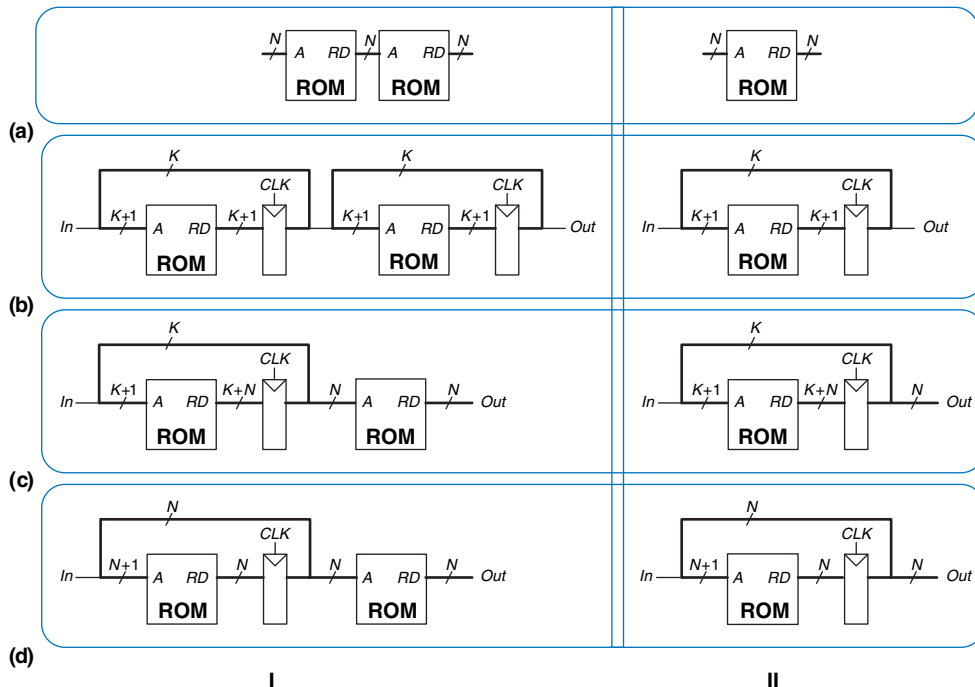 N N N N N
A RD A RD A RD
ROM ROM ROM
(a)
K K K
CLK CLK CLK
In K+1 K+1 K+1 K+1 Out In K+1 K+1 Out
A RD A RD A RD
ROM ROM ROM
(b)
K K
CLK CLK
In K+1 K+N N N Out In K+1 K+N N Out
A RD A RD A RD
ROM ROM ROM
(c)
N N
CLK CLK
In N+1 N N N Out In N+1 N N Out
A RD A RD A RD
ROM ROM ROM
(d)
I II